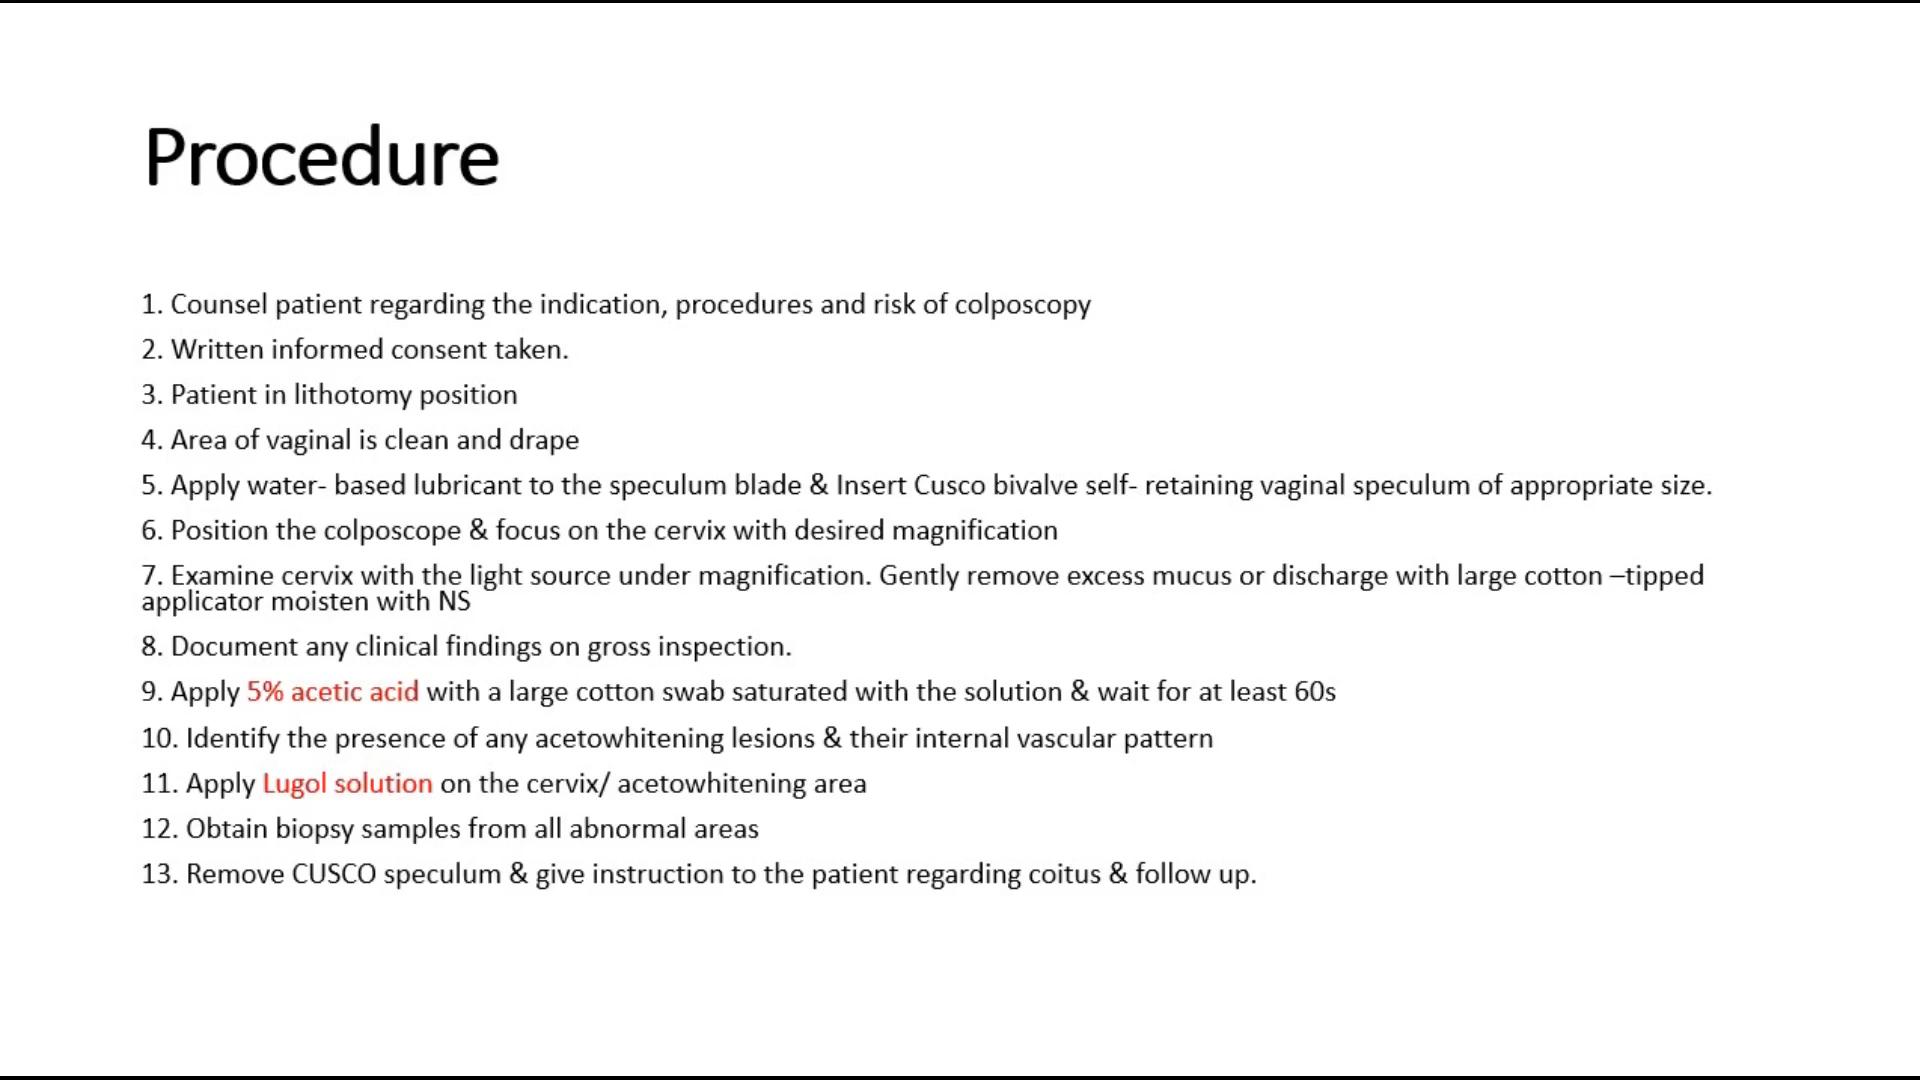 Procedure
1. Counsel patient regarding the indication, procedures and risk of colposcopy
2. Written informed consent taken.
3. Patient in lithotomy position
4. Area of vaginal is clean and drape
5. Apply water- based lubricant to the speculum blade & Insert Cusco bivalve self- retaining vaginal speculum of appropriate size.
6. Position the colposcope & focus on the cervix with desired magnification
7. Examine cervix with the light source under magnification. Gently remove excess mucus or discharge with large cotton –tipped
applicator moisten with NS
8. Document any clinical findings on gross inspection.
9. Apply 5% acetic acid with a large cotton swab saturated with the solution & wait for at least 60s
10. Identify the presence of any acetowhitening lesions & their internal vascular pattern
11. Apply Lugol solution on the cervix/ acetowhitening area
12. Obtain biopsy samples from all abnormal areas
13. Remove CUSCO speculum & give instruction to the patient regarding coitus & follow up.